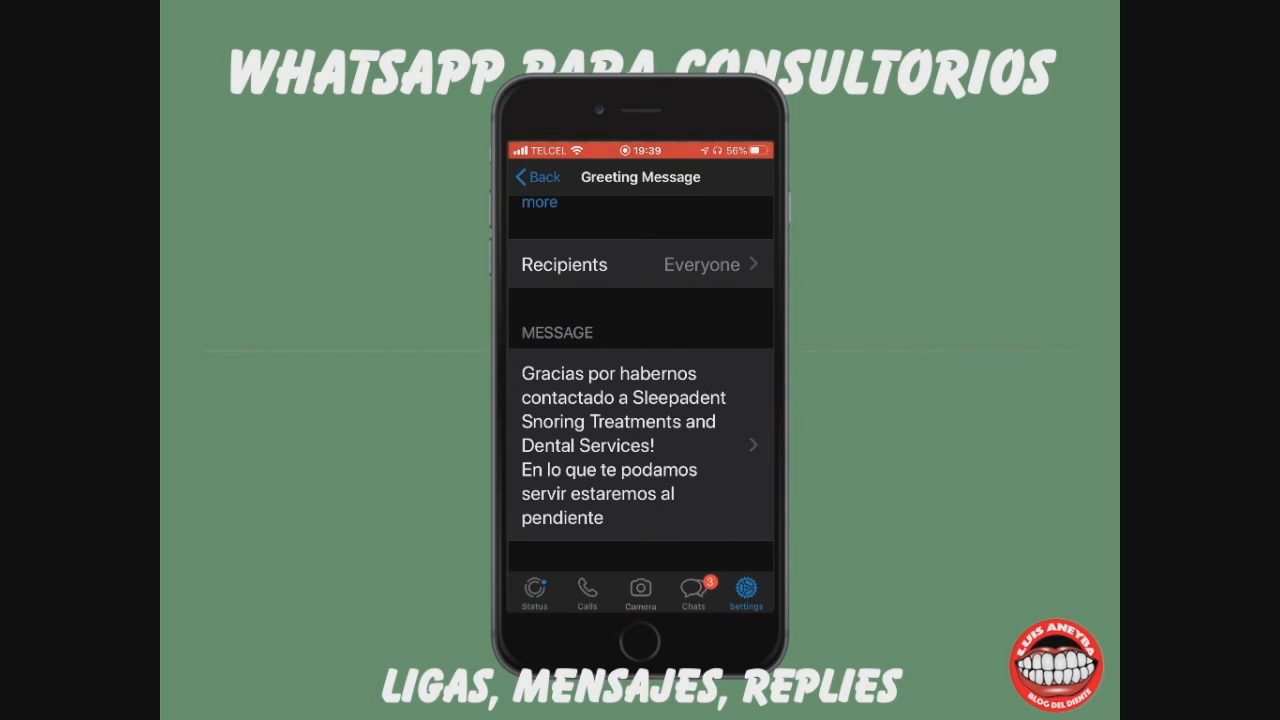 WHATSAPP PARA CONSULTORIOS
TELCEL 19:39 56%
Back Greeting Message
more
Recipients Everyone
MESSAGE
Gracias por habernos
contactado a Sleepadent
Snoring Treatments and
Dental Services!
En lo que te podamos
servir estaremos al
pendiente
3
Status Calls Camera Chats Settings
LIGAS, MENSAJES, REPLIES
LUIS ANEYBA
BLOG DEL DIENTE